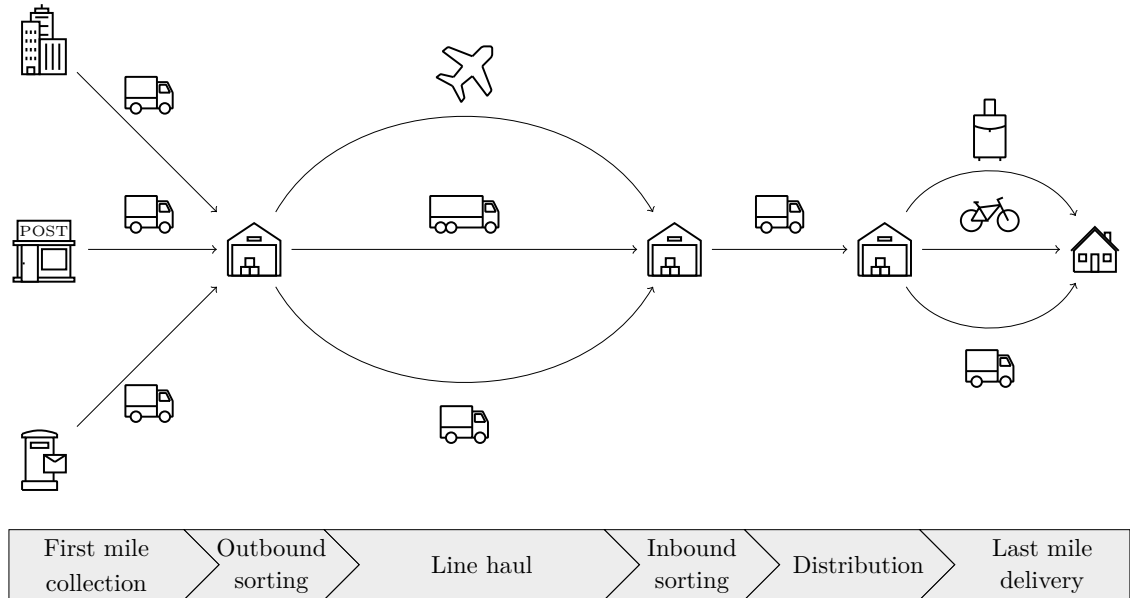 POST
First mile
collection
Outbound
sorting
Line haul
Inbound
sorting
Distribution
Last mile
delivery